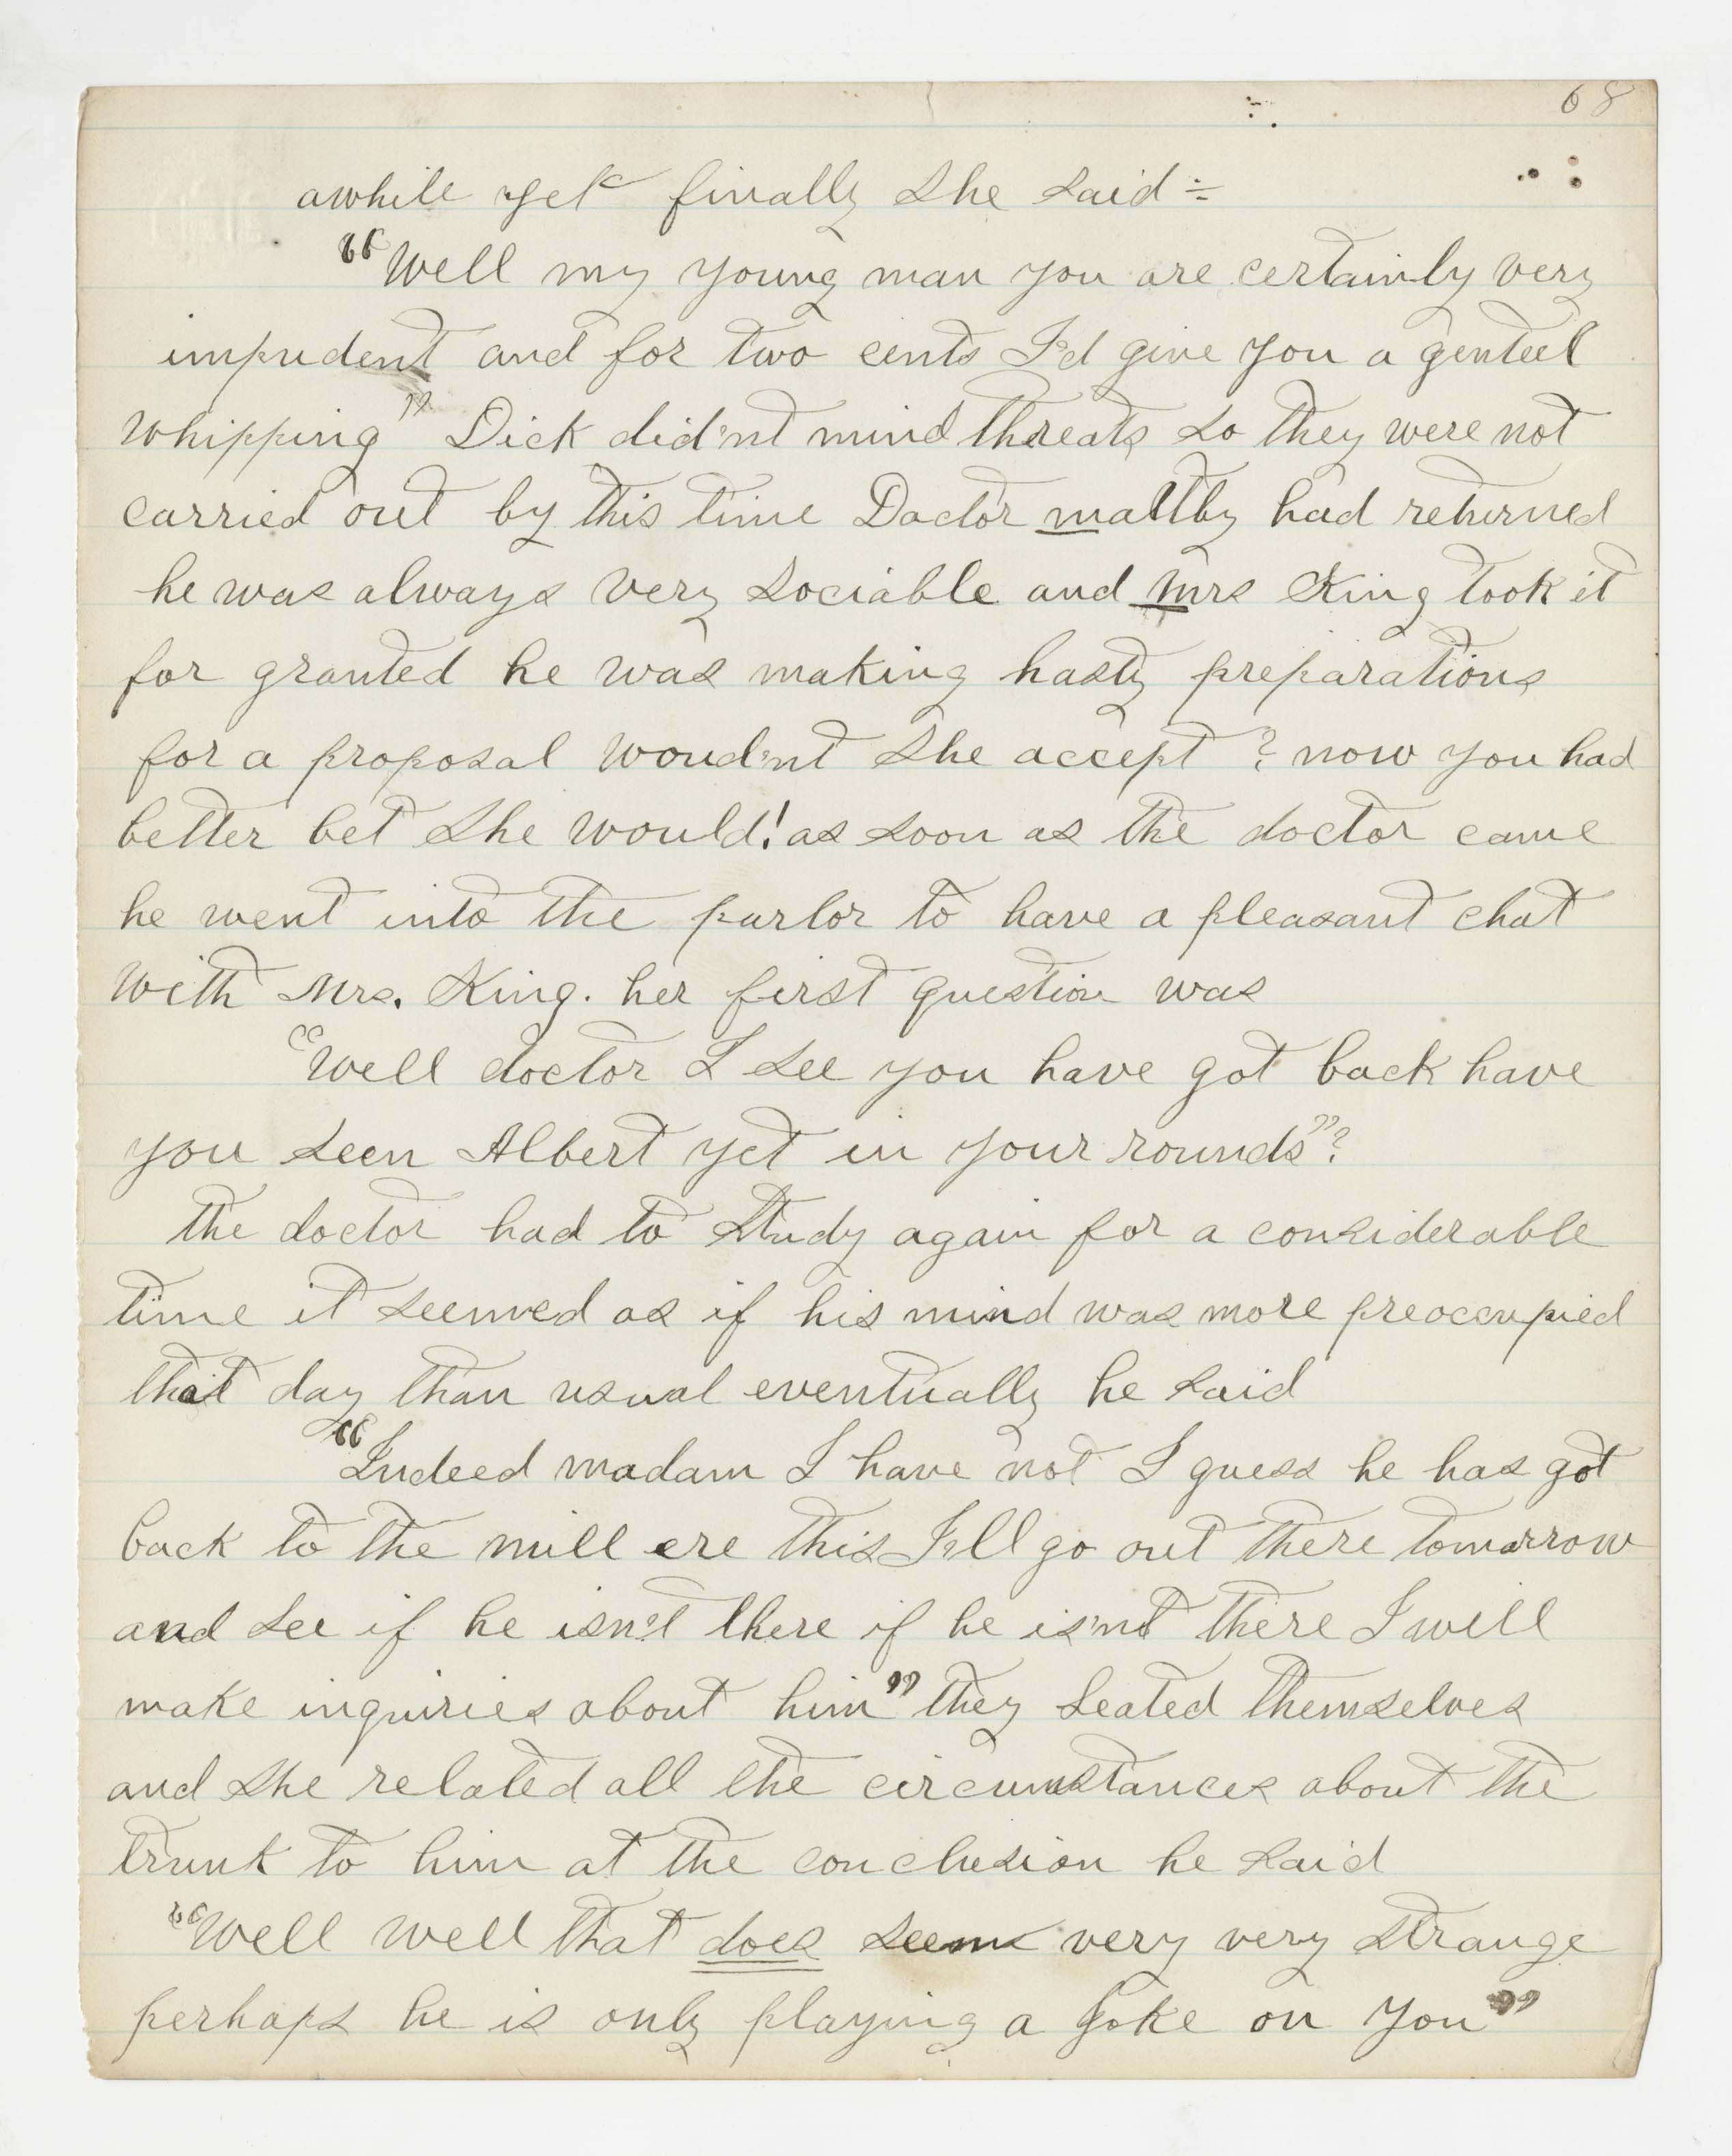 68
awhile yet finally she said :-
"Well my young man you are certainly very
impudent and for two cents I'd give you a genteel
whipping" Dick did'nt mind threats so they were not
carried out by this time Doctor maltby had returned
he was always very sociable and Mrs King took it
for granted he was making hasty preparations
for a proposal woud'nt she accept ? now you had
better bet she would! as soon as the doctor came
he went into the parlor to have a pleasant chat
with Mrs. King. her first question was
"Well doctor I see you have got back have
you seen Albert yet in your rounds"?
the doctor had to study again for a considerable
time it seemed as if his mind was more preoccupied
that day than usual eventually he said
"Indeed madam I have not I guess he has got
back to the mill ere this I'll go out there tomorrow
and see if he isn't there if he is'nt there I will
make inquiries about him" they seated themselves
and she related all the circumstances about the
trunk to him at the conclusion he said
"Well well that does seem very very strange
perhaps he is only playing a joke on you"